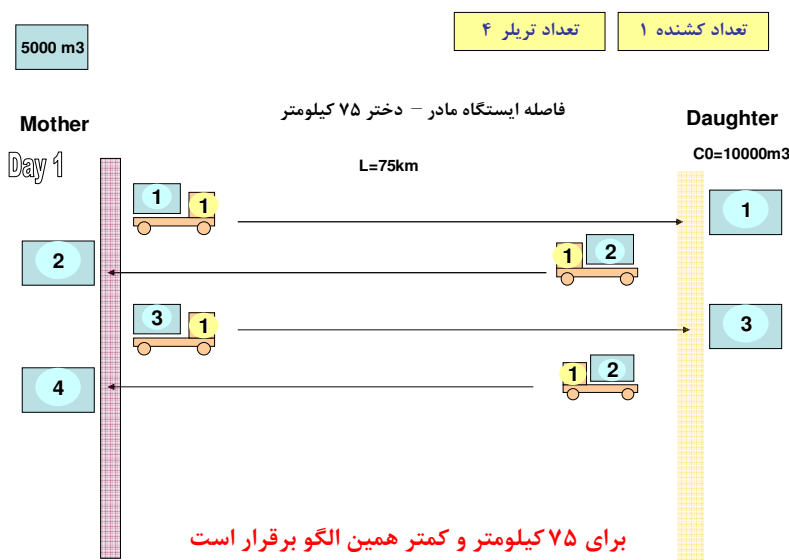 5000 m3
تعداد تریلر ۴
تعداد کشنده ۱
فاصله ایستگاه مادر – دختر ۷۵ کیلومتر
Mother
Daughter
Day 1
L=75km
C0=10000m3
1
1
1
2
1
2
3
1
3
4
1
2
برای ۷۵ کیلومتر و کمتر همین الگو برقرار است